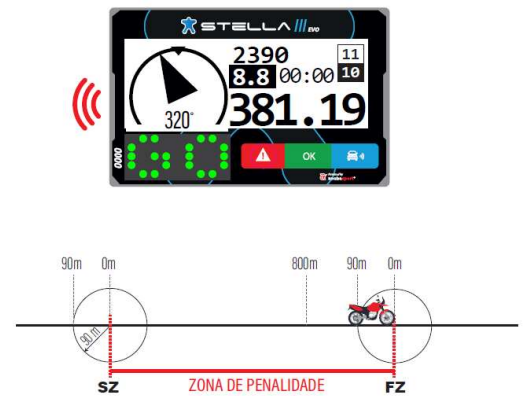 STELLA III EVO
2390
11
8.8 00:00 10
320°
381.19
GO
0000
OK
90m 0m 800m 90m 0m
90 m
SZ ZONA DE PENALIDADE FZ